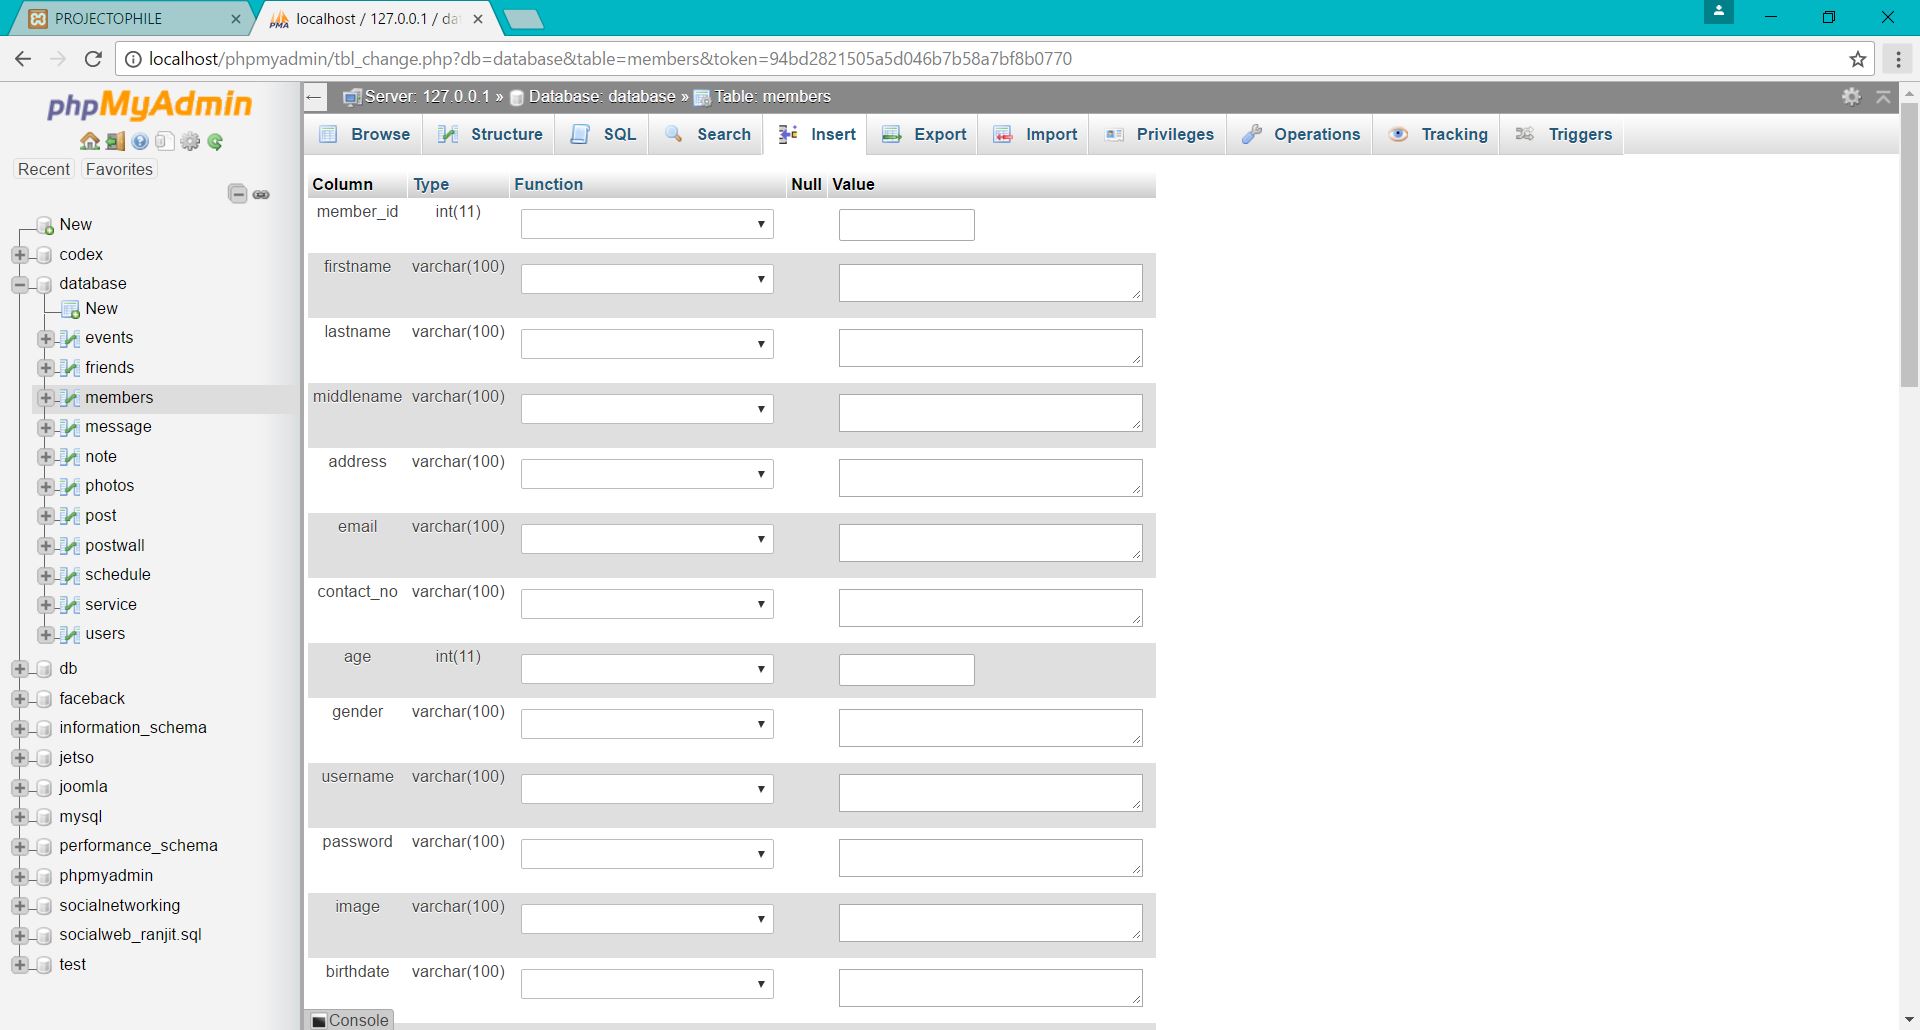 PROJECTOPHILE
localhost / 127.0.0.1 / da
localhost/phpmyadmin/tbl_change.php?db=database&table=members&token=94bd2821505a5d046b7b58a7bf8b0770
phpMyAdmin
Recent Favorites
New
codex
database
New
events
friends
members
message
note
photos
post
postwall
schedule
service
users
db
faceback
information_schema
jetso
joomla
mysql
performance_schema
phpmyadmin
socialnetworking
socialweb_ranjit.sql
test
Server: 127.0.0.1 » Database: database » Table: members
Browse Structure SQL Search Insert Export Import Privileges Operations Tracking Triggers
Column Type Function Null Value
member_id int(11)
firstname varchar(100)
lastname varchar(100)
middlename varchar(100)
address varchar(100)
email varchar(100)
contact_no varchar(100)
age int(11)
gender varchar(100)
username varchar(100)
password varchar(100)
image varchar(100)
birthdate varchar(100)
Console